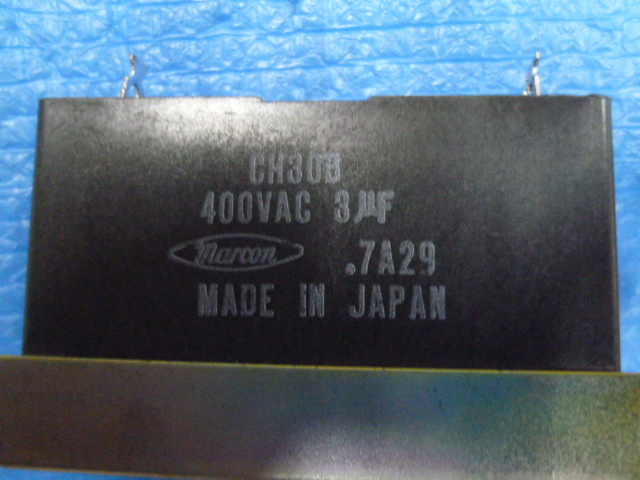 CH30B
400VAC 3μF
marcon .7A29
MADE IN JAPAN